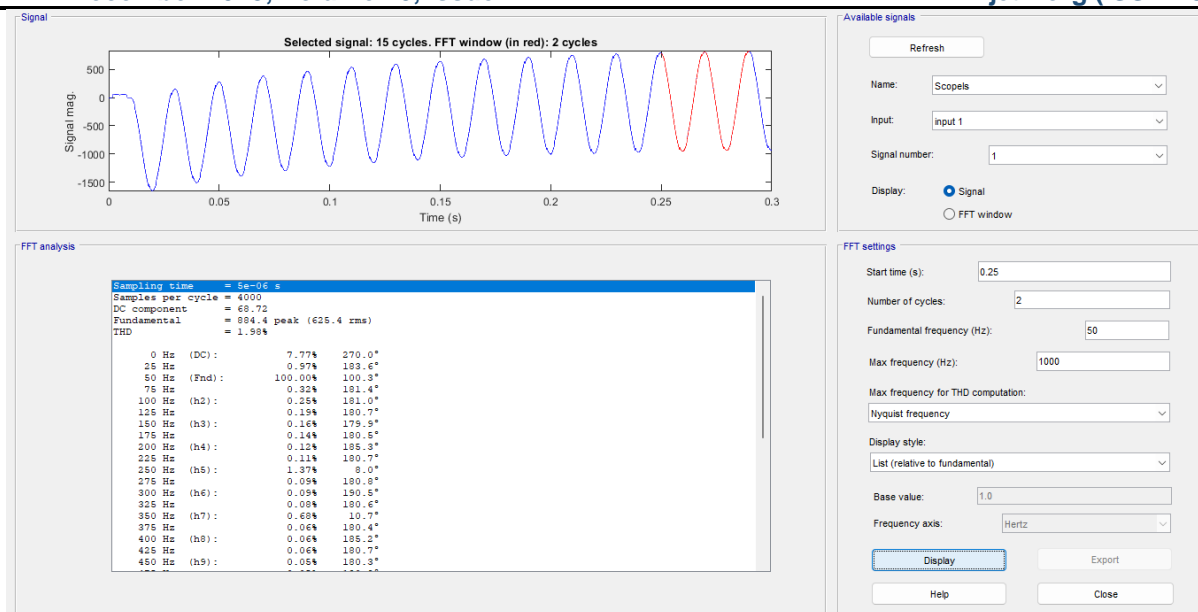 Signal
Selected signal: 15 cycles. FFT window (in red): 2 cycles
Signal mag.
500
0
-500
-1000
-1500
0 0.05 0.1 0.15 0.2 0.25 0.3
Time (s)
Available signals
Refresh
Name: Scopels
Input: input 1
Signal number: 1
Display: Signal
FFT window
FFT analysis
Sampling time = 5e-06 s
Samples per cycle = 4000
DC component = 68.72
Fundamental = 884.4 peak (625.4 rms)
THD = 1.98%
0 Hz (DC): 7.77% 270.0°
25 Hz 0.97% 183.6°
50 Hz (Fnd): 100.00% 100.3°
75 Hz 0.32% 181.4°
100 Hz (h2): 0.25% 181.0°
125 Hz 0.19% 180.7°
150 Hz (h3): 0.16% 179.9°
175 Hz 0.14% 180.5°
200 Hz (h4): 0.12% 185.3°
225 Hz 0.11% 180.7°
250 Hz (h5): 1.37% 8.0°
275 Hz 0.09% 180.8°
300 Hz (h6): 0.09% 190.5°
325 Hz 0.08% 180.6°
350 Hz (h7): 0.68% 10.7°
375 Hz 0.06% 180.4°
400 Hz (h8): 0.06% 185.2°
425 Hz 0.06% 180.7°
450 Hz (h9): 0.05% 180.3°
FFT settings
Start time (s): 0.25
Number of cycles: 2
Fundamental frequency (Hz): 50
Max frequency (Hz): 1000
Max frequency for THD computation:
Nyquist frequency
Display style:
List (relative to fundamental)
Base value: 1.0
Frequency axis: Hertz
Display Export
Help Close